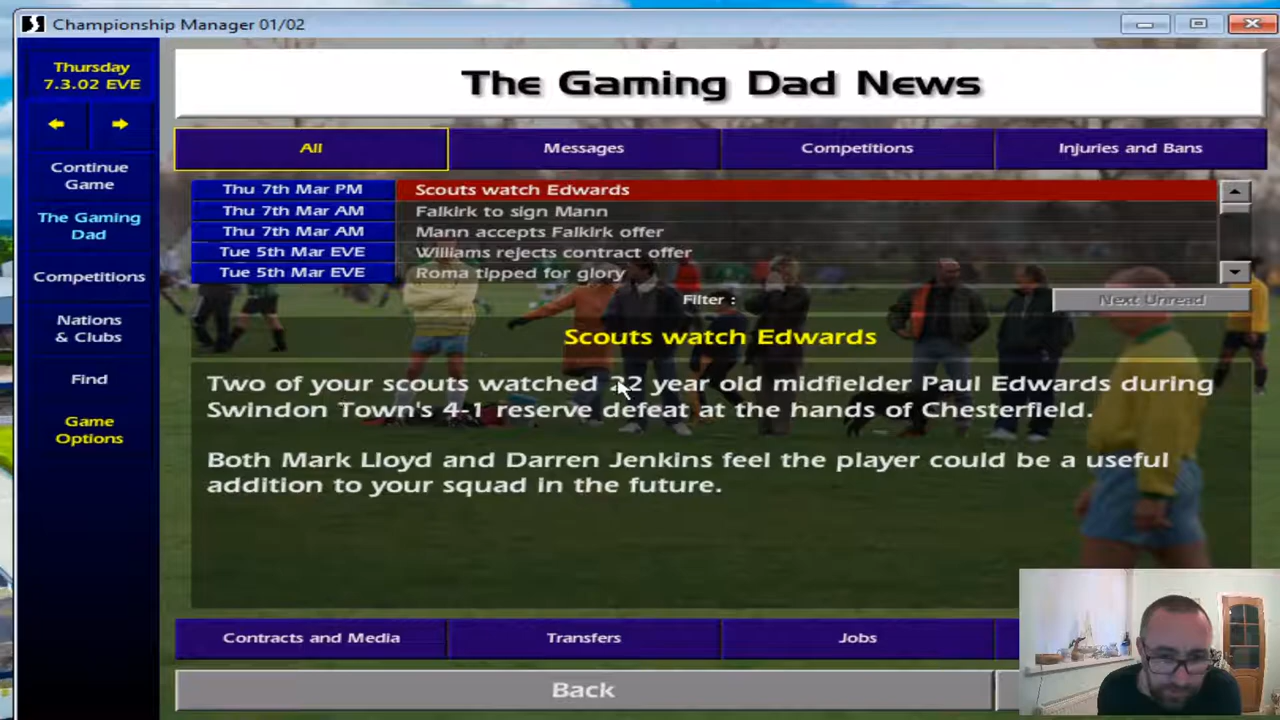 Championship Manager 01/02
Thursday
7.3.02 EVE
Continue
Game
The Gaming
Dad
Competitions
Nations
& Clubs
Find
Game
Options
The Gaming Dad News
All
Messages
Competitions
Injuries and Bans
Thu 7th Mar PM Scouts watch Edwards
Thu 7th Mar AM Falkirk to sign Mann
Thu 7th Mar AM Mann accepts Falkirk offer
Tue 5th Mar EVE Williams rejects contract offer
Tue 5th Mar EVE Roma tipped for glory
Filter :
Next Unread
Scouts watch Edwards
Two of your scouts watched 22 year old midfielder Paul Edwards during
Swindon Town's 4-1 reserve defeat at the hands of Chesterfield.
Both Mark Lloyd and Darren Jenkins feel the player could be a useful
addition to your squad in the future.
Contracts and Media
Transfers
Jobs
Back